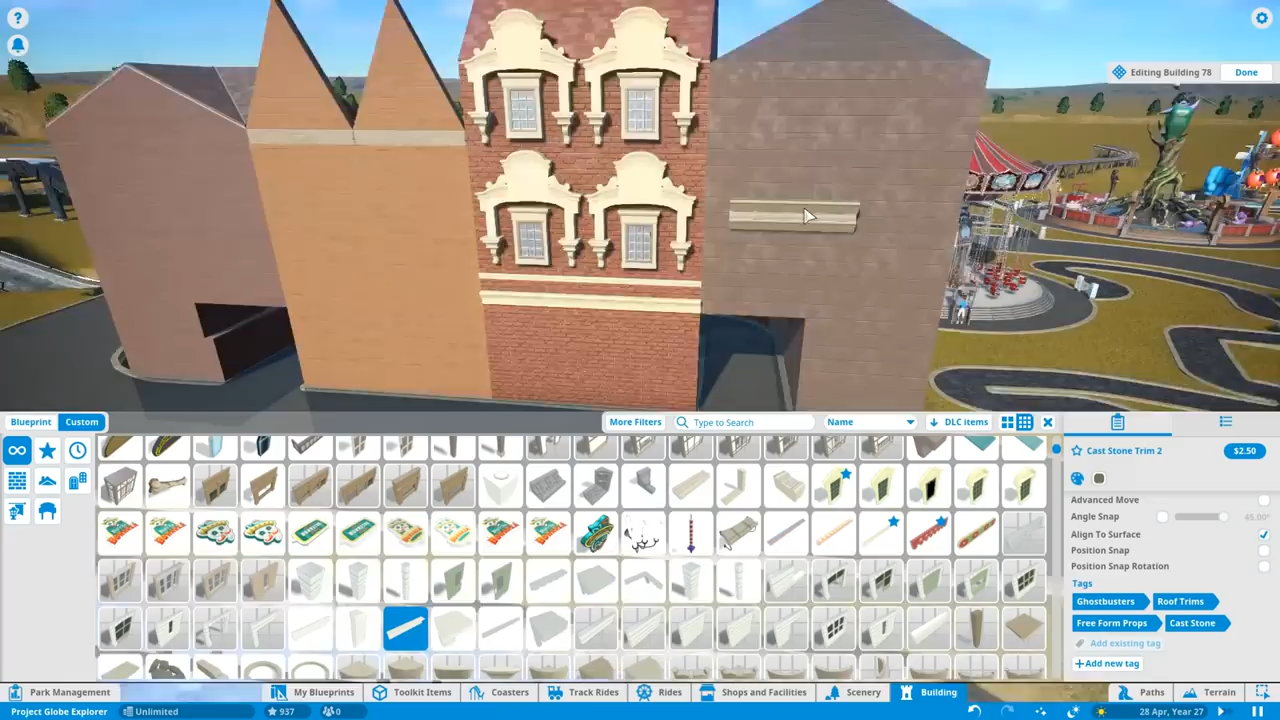 Editing Building 78
Done
Blueprint
Custom
More Filters
Type to Search
Name
DLC items
Cast Stone Trim 2
$2.50
Advanced Move
Angle Snap
45.00°
Align To Surface
Position Snap
Position Snap Rotation
Tags
Ghostbusters
Roof Trims
Free Form Props
Cast Stone
Add existing tag
+Add new tag
Park Management
My Blueprints
Toolkit Items
Coasters
Track Rides
Rides
Shops and Facilities
Scenery
Building
Paths
Terrain
Project Globe Explorer
Unlimited
937
0
28 Apr, Year 27